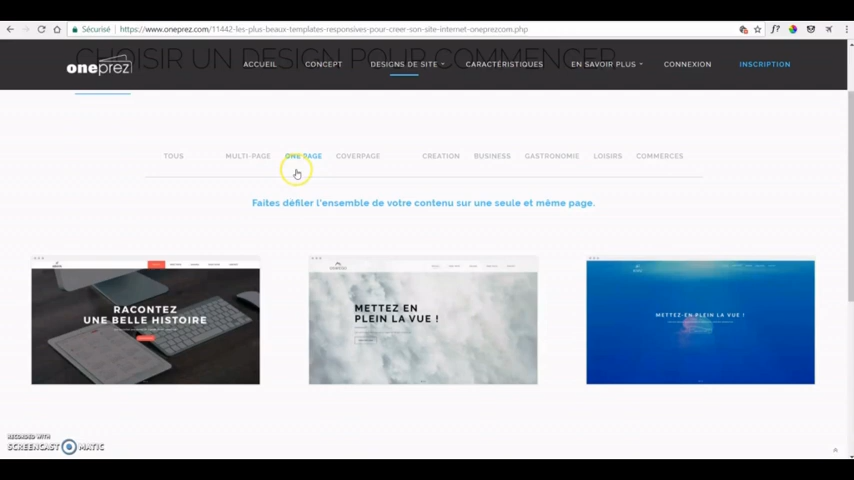 Sécurisé https://www.oneprez.com/11442-les-plus-beaux-templates-responsives-pour-creer-son-site-internet-oneprezcom.php
CHOISIR UN DESIGN POUR COMMENCER
oneprez
ACCUEIL CONCEPT DESIGNS DE SITE CARACTÉRISTIQUES EN SAVOIR PLUS CONNEXION INSCRIPTION
TOUS MULTI-PAGE ONE PAGE COVERPAGE CREATION BUSINESS GASTRONOMIE LOISIRS COMMERCES
Faites défiler l'ensemble de votre contenu sur une seule et même page.
RACONTEZ
UNE BELLE HISTOIRE
METTEZ EN
PLEIN LA VUE !
METTEZ-EN PLEIN LA VUE !
RECORDED WITH
SCREENCAST MATIC